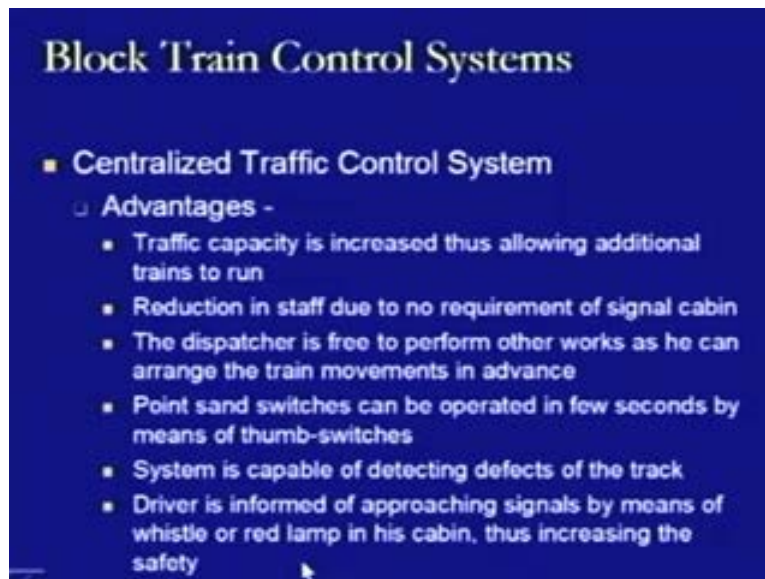 Block Train Control Systems
Centralized Traffic Control System
Advantages -
Traffic capacity is increased thus allowing additional
trains to run
Reduction in staff due to no requirement of signal cabin
The dispatcher is free to perform other works as he can
arrange the train movements in advance
Point sand switches can be operated in few seconds by
means of thumb-switches
System is capable of detecting defects of the track
Driver is informed of approaching signals by means of
whistle or red lamp in his cabin, thus increasing the
safety